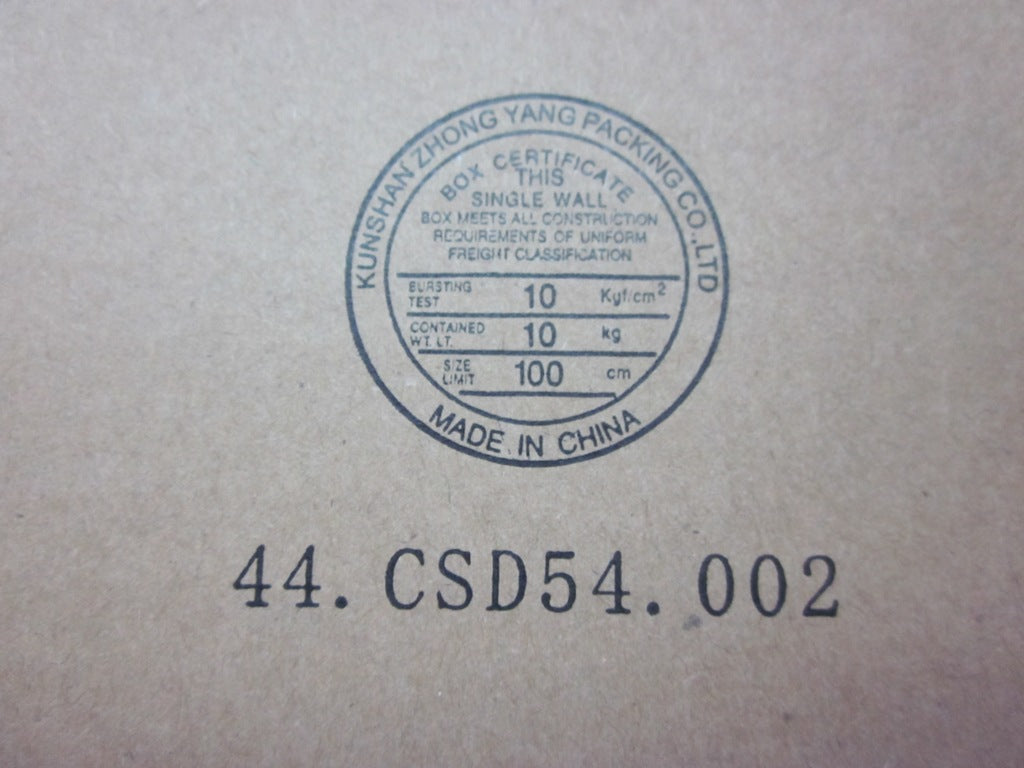 KUNSHAN ZHONG YANG PACKING CO.,LTD
BOX CERTIFICATE
THIS
SINGLE WALL
BOX MEETS ALL CONSTRUCTION
REQUIREMENTS OF UNIFORM
FREIGHT CLASSIFICATION
BURSTING TEST 10 Kgf/cm²
CONTAINED WT. LT. 10 kg
SIZE LIMIT 100 cm
MADE IN CHINA
44.CSD54.002